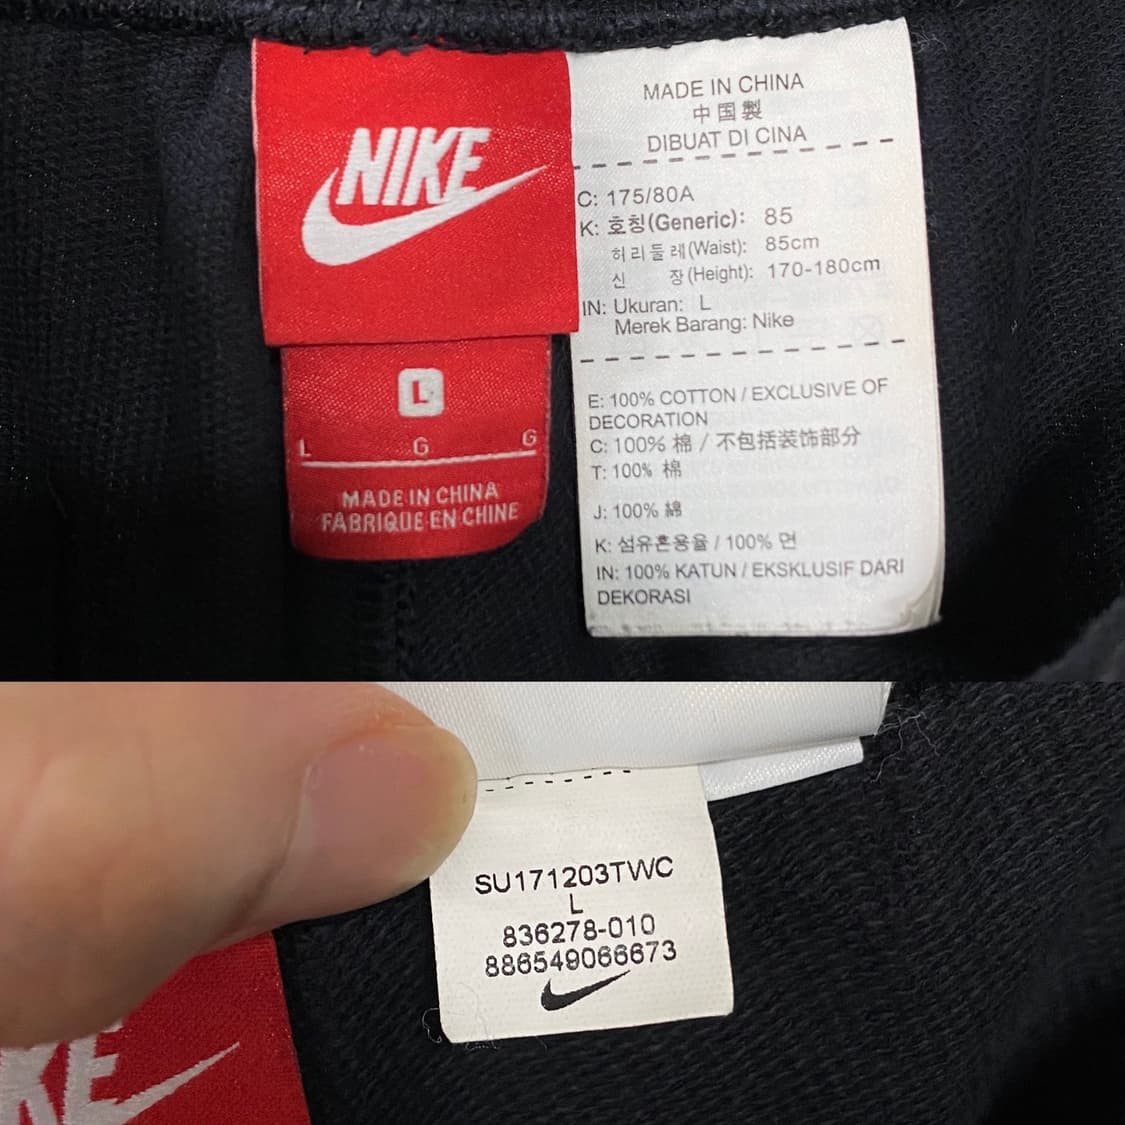 NIKE
L
L G G
MADE IN CHINA
FABRIQUE EN CHINE
MADE IN CHINA
中国製
DIBUAT DI CINA
C: 175/80A
K: 호칭(Generic): 85
허리둘레(Waist): 85cm
신 장(Height): 170-180cm
IN: Ukuran: L
Merek Barang: Nike
E: 100% COTTON / EXCLUSIVE OF
DECORATION
C: 100% 棉 / 不包括装饰部分
T: 100% 棉
J: 100% 綿
K: 섬유혼용율 / 100% 면
IN: 100% KATUN / EKSKLUSIF DARI
DEKORASI
SU171203TWC
L
836278-010
886549066673
KE